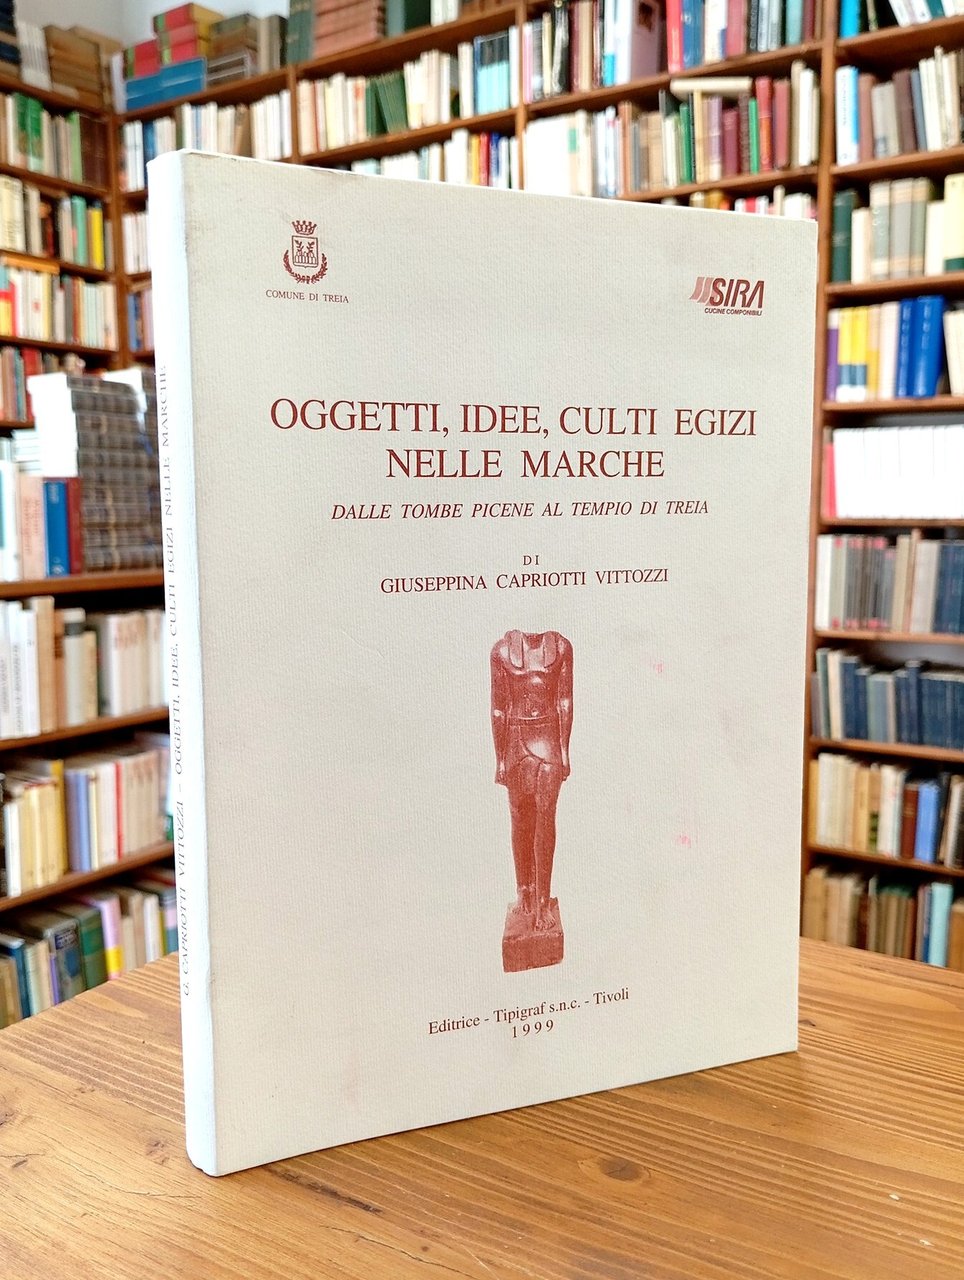 COMUNE DI TREIA
SIRA
CUCINE COMPONIBILI
OGGETTI, IDEE, CULTI EGIZI
NELLE MARCHE
DALLE TOMBE PICENE AL TEMPIO DI TREIA
DI
GIUSEPPINA CAPRIOTTI VITTOZZI
Editrice - Tipigraf s.n.c. - Tivoli
1999
G. CAPRIOTTI VITTOZZI - OGGETTI, IDEE, CULTI EGIZI NELLE MARCHE